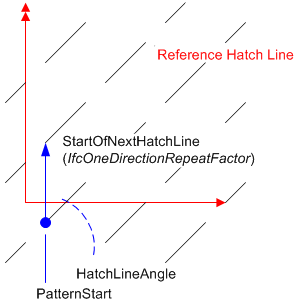 Reference Hatch Line
StartOfNextHatchLine
(IfcOneDirectionRepeatFactor)
HatchLineAngle
PatternStart